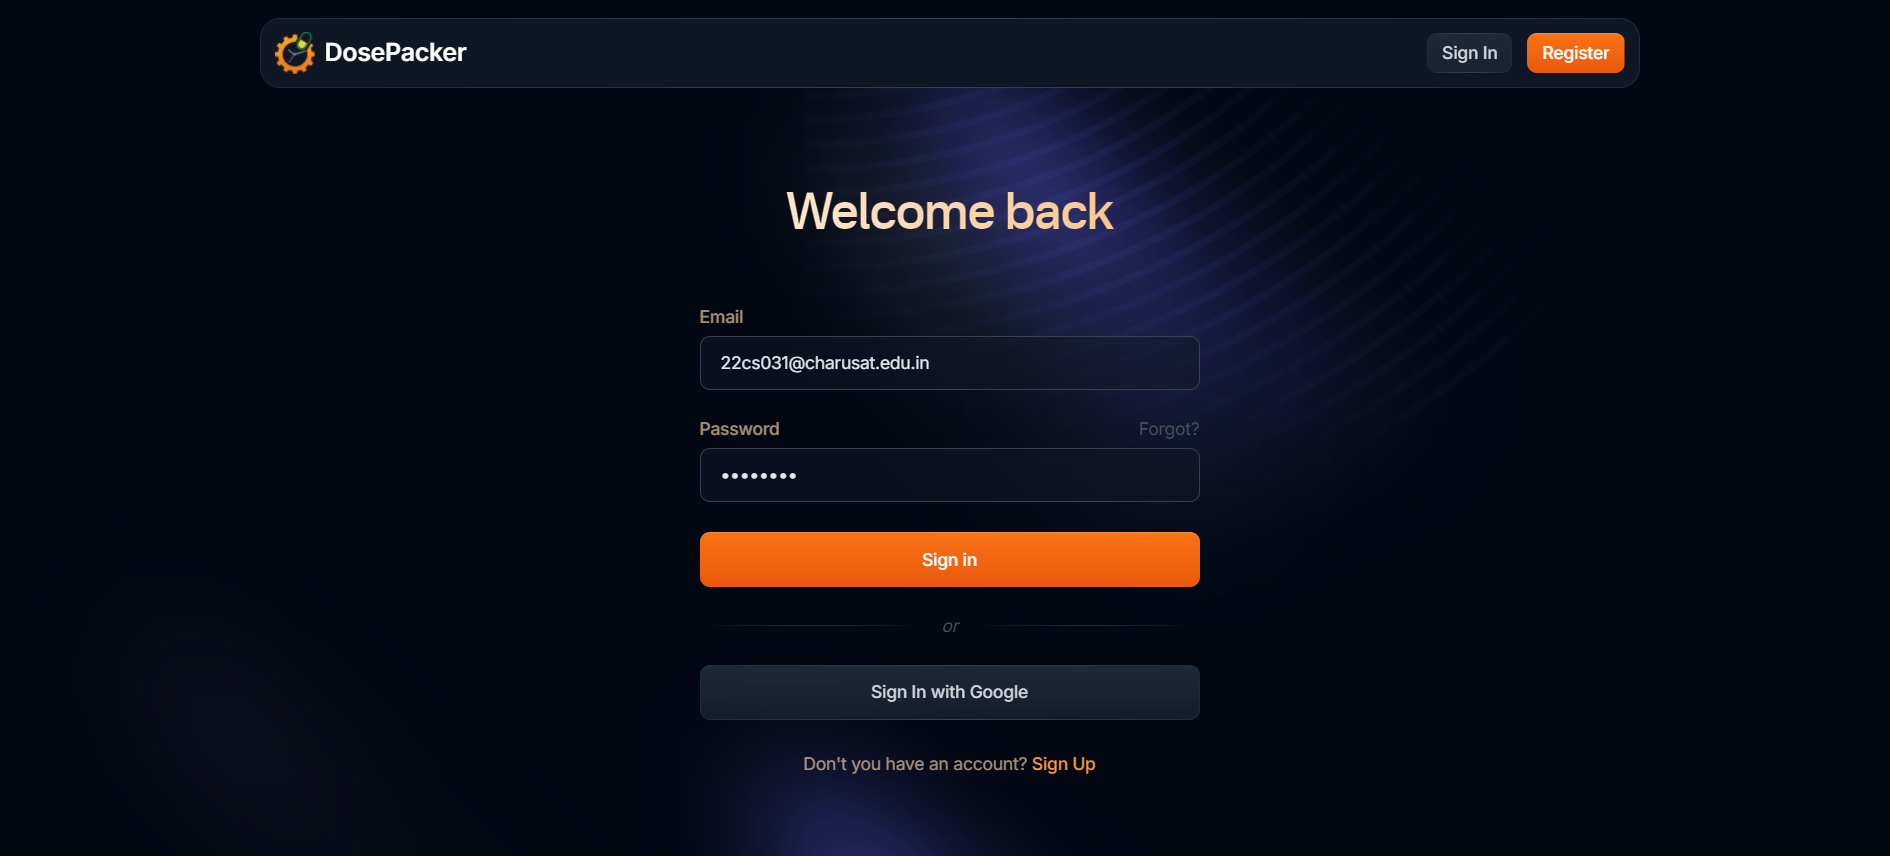 DosePacker
Sign In
Register
Welcome back
Email
22cs031@charusat.edu.in
Password
Forgot?
••••••••
Sign in
or
Sign In with Google
Don't you have an account? Sign Up